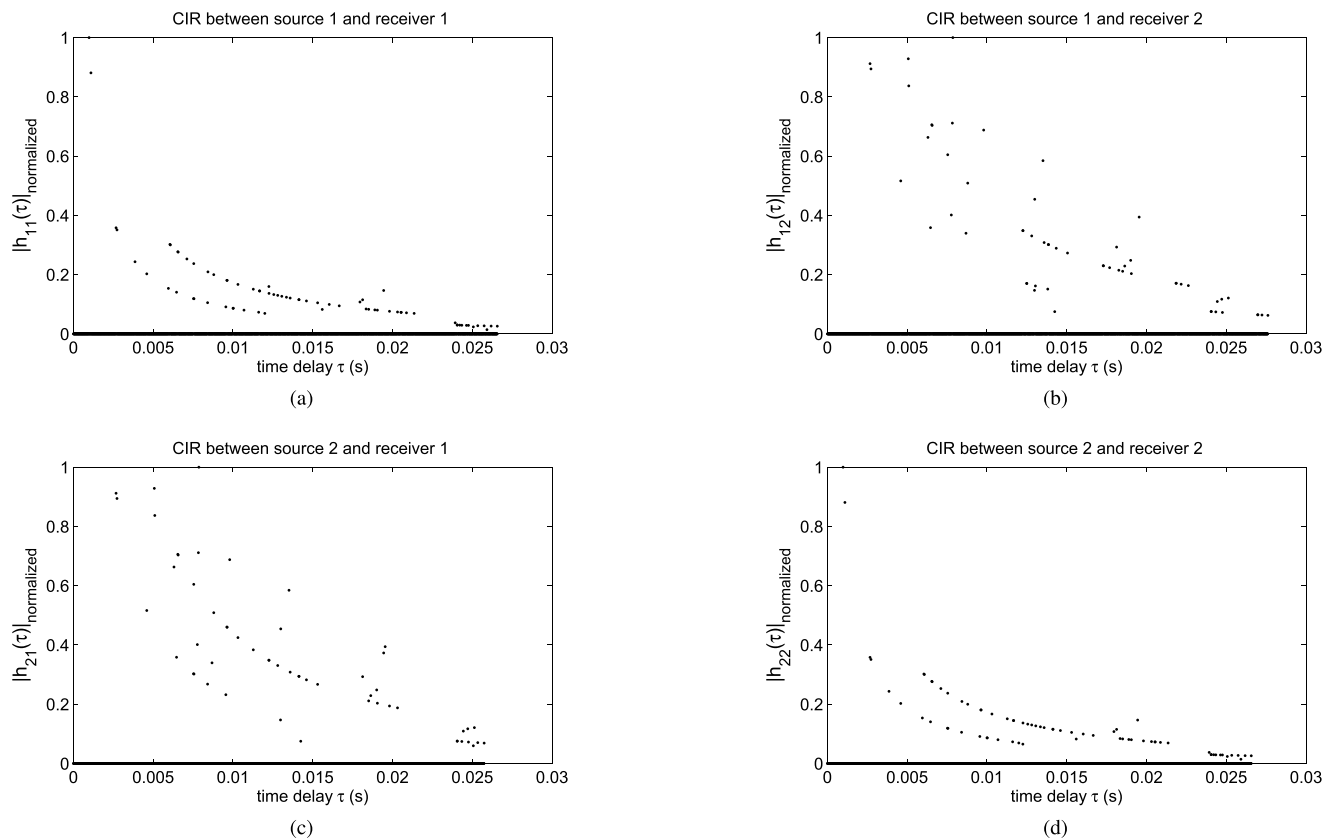 CIR between source 1 and receiver 1
1
0.8
0.6
0.4
0.2
0
|h11(τ)|normalized
0 0.005 0.01 0.015 0.02 0.025 0.03
time delay τ (s)
(a)
CIR between source 1 and receiver 2
1
0.8
0.6
0.4
0.2
0
|h12(τ)|normalized
0 0.005 0.01 0.015 0.02 0.025 0.03
time delay τ (s)
(b)
CIR between source 2 and receiver 1
1
0.8
0.6
0.4
0.2
0
|h21(τ)|normalized
0 0.005 0.01 0.015 0.02 0.025 0.03
time delay τ (s)
(c)
CIR between source 2 and receiver 2
1
0.8
0.6
0.4
0.2
0
|h22(τ)|normalized
0 0.005 0.01 0.015 0.02 0.025 0.03
time delay τ (s)
(d)